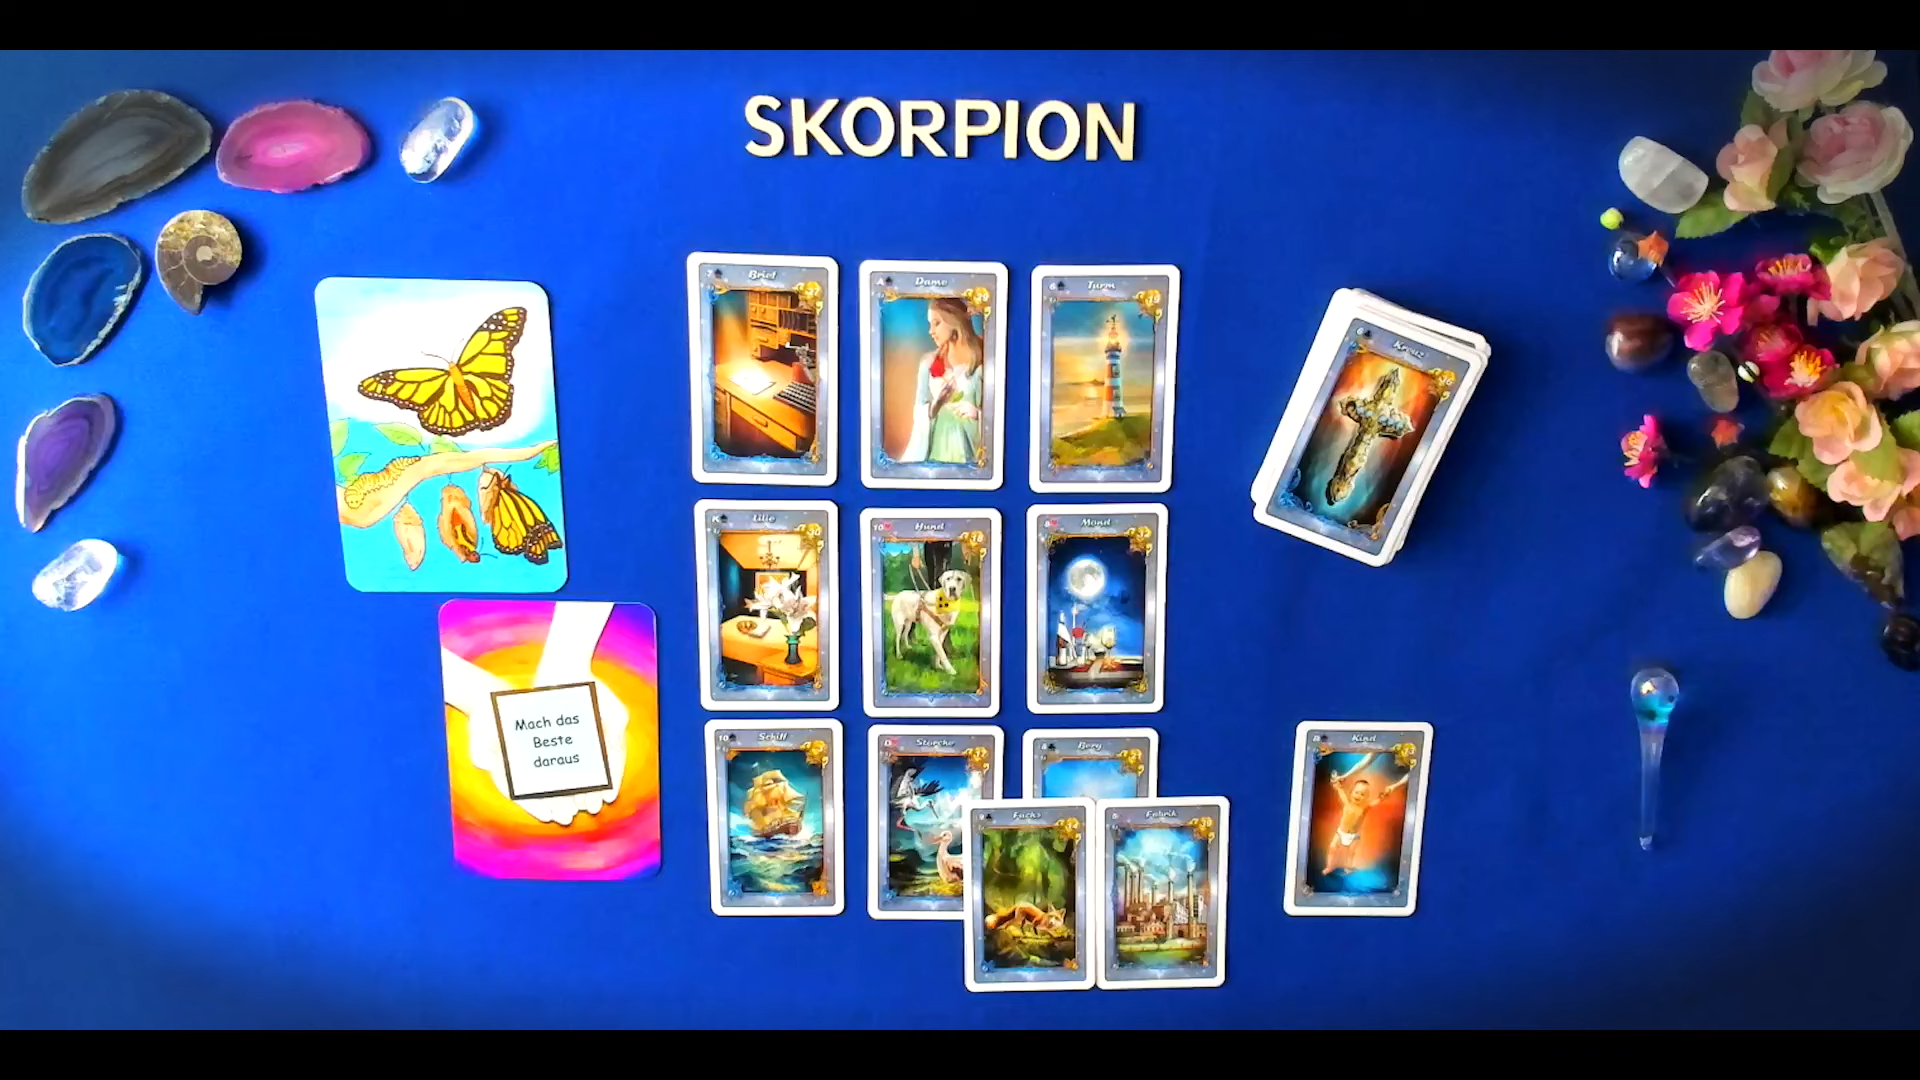 SKORPION
Brief
Dame
Turm
Kreuz
Lilie
Hund
Mond
Mach das
Beste
daraus
Schiff
Störche
Berg
Kind
Fuchs
Fabrik